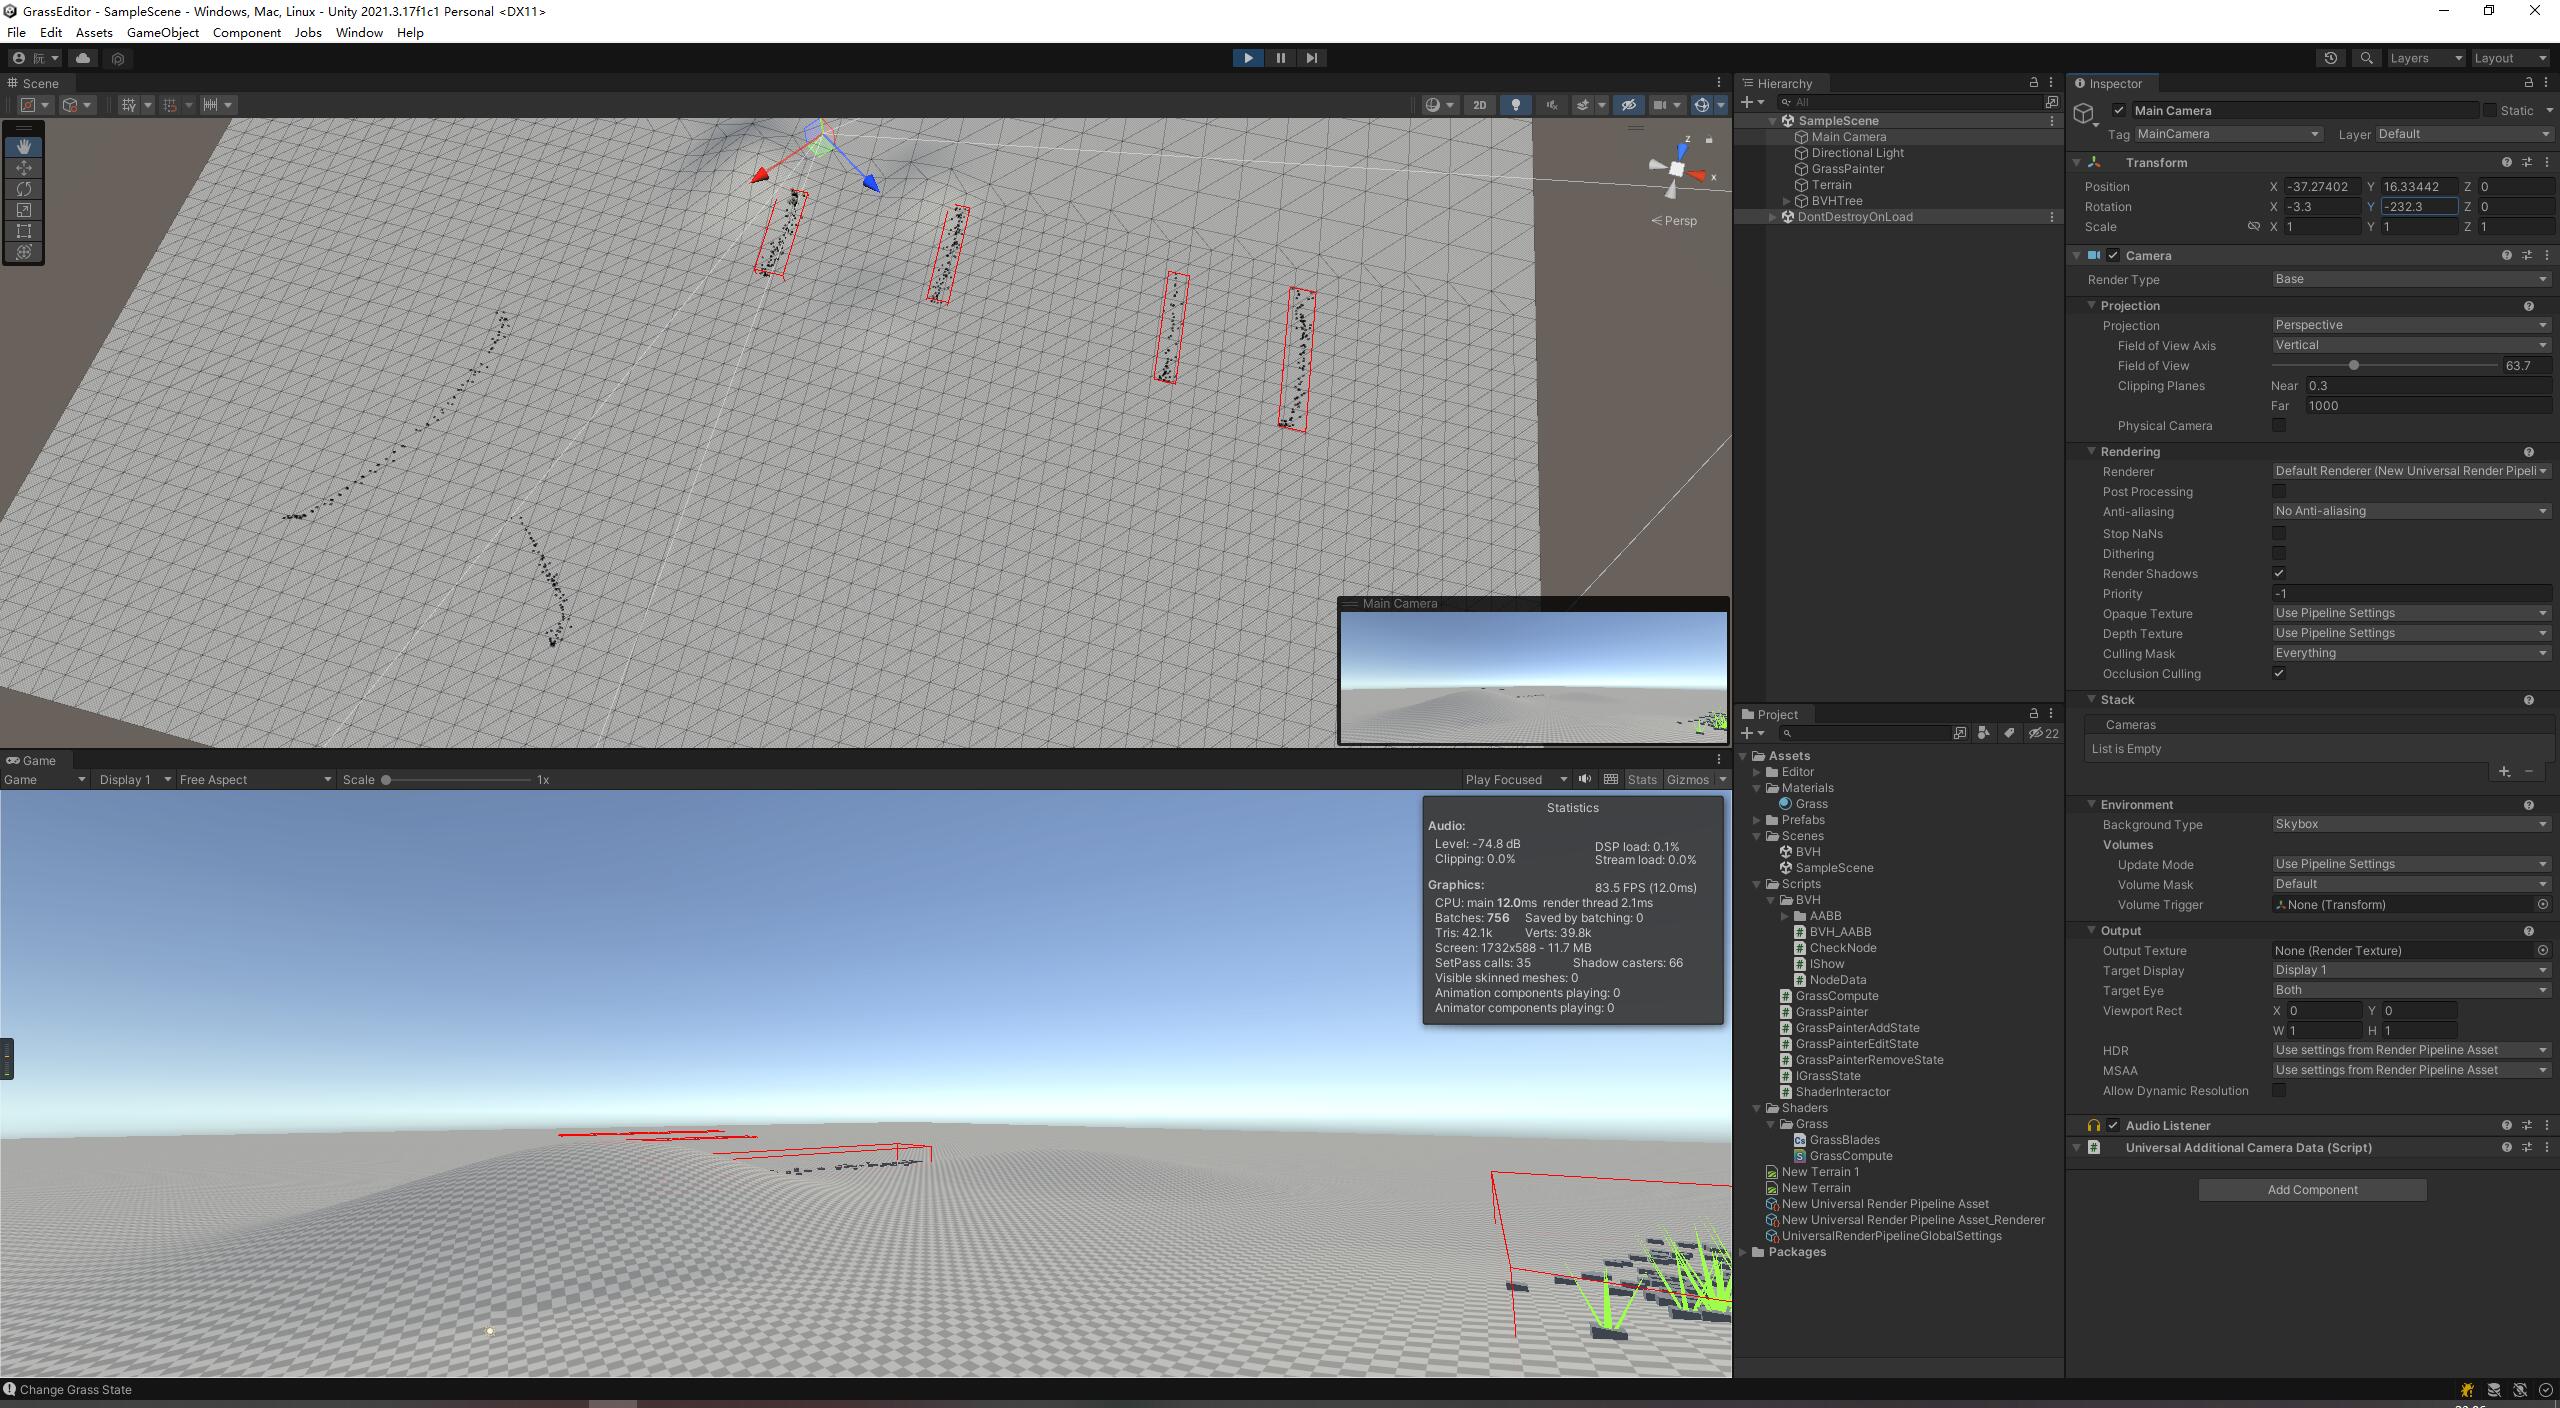 GrassEditor - SampleScene - Windows, Mac, Linux - Unity 2021.3.17f1c1 Personal <DX11>
File Edit Assets GameObject Component Jobs Window Help
阮
Layers Layout
Scene
2D
z
x
Persp
Main Camera
Game
Game Display 1 Free Aspect Scale 1x Play Focused Stats Gizmos
Statistics
Audio:
Level: -74.8 dB DSP load: 0.1%
Clipping: 0.0% Stream load: 0.0%
Graphics: 83.5 FPS (12.0ms)
CPU: main 12.0ms render thread 2.1ms
Batches: 756 Saved by batching: 0
Tris: 42.1k Verts: 39.8k
Screen: 1732x588 - 11.7 MB
SetPass calls: 35 Shadow casters: 66
Visible skinned meshes: 0
Animation components playing: 0
Animator components playing: 0
Change Grass State
Hierarchy
All
SampleScene
Main Camera
Directional Light
GrassPainter
Terrain
BVHTree
DontDestroyOnLoad
Project
22
Assets
Editor
Materials
Grass
Prefabs
Scenes
BVH
SampleScene
Scripts
BVH
AABB
BVH_AABB
CheckNode
IShow
NodeData
GrassCompute
GrassPainter
GrassPainterAddState
GrassPainterEditState
GrassPainterRemoveState
IGrassState
ShaderInteractor
Shaders
Grass
GrassBlades
GrassCompute
New Terrain 1
New Terrain
New Universal Render Pipeline Asset
New Universal Render Pipeline Asset_Renderer
UniversalRenderPipelineGlobalSettings
Packages
Inspector
Main Camera Static
Tag MainCamera Layer Default
Transform
Position X -37.27402 Y 16.33442 Z 0
Rotation X -3.3 Y -232.3 Z 0
Scale X 1 Y 1 Z 1
Camera
Render Type Base
Projection
Projection Perspective
Field of View Axis Vertical
Field of View 63.7
Clipping Planes Near 0.3
Far 1000
Physical Camera
Rendering
Renderer Default Renderer (New Universal Render Pipeli
Post Processing
Anti-aliasing No Anti-aliasing
Stop NaNs
Dithering
Render Shadows
Priority -1
Opaque Texture Use Pipeline Settings
Depth Texture Use Pipeline Settings
Culling Mask Everything
Occlusion Culling
Stack
Cameras
List is Empty
Environment
Background Type Skybox
Volumes
Update Mode Use Pipeline Settings
Volume Mask Default
Volume Trigger None (Transform)
Output
Output Texture None (Render Texture)
Target Display Display 1
Target Eye Both
Viewport Rect X 0 Y 0
W 1 H 1
HDR Use settings from Render Pipeline Asset
MSAA Use settings from Render Pipeline Asset
Allow Dynamic Resolution
Audio Listener
Universal Additional Camera Data (Script)
Add Component